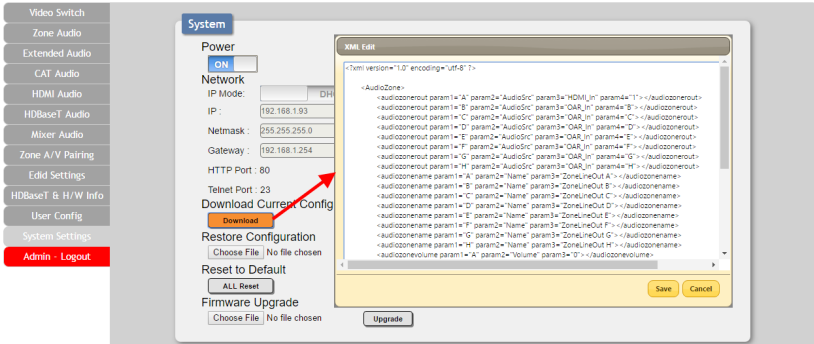 Video Switch
Zone Audio
Extended Audio
CAT Audio
HDMI Audio
HDBaseT Audio
Mixer Audio
Zone A/V Pairing
Edid Settings
HDBaseT & H/W Info
User Config
System Settings
Admin - Logout
System
Power
ON
Network
IP Mode:
IP : 192.168.1.93
Netmask : 255.255.255.0
Gateway : 192.168.1.254
HTTP Port : 80
Telnet Port : 23
Download Current Config
Download
Restore Configuration
Choose File No file chosen
Reset to Default
ALL Reset
Firmware Upgrade
Choose File No file chosen
Upgrade
XML Edit
<?xml version="1.0" encoding="utf-8" ?>
<AudioZone>
<audiozonerout param1="A" param2="AudioSrc" param3="HDMI_In" param4="1"></audiozonerout>
<audiozonerout param1="B" param2="AudioSrc" param3="OAR_In" param4="B"></audiozonerout>
<audiozonerout param1="C" param2="AudioSrc" param3="OAR_In" param4="C"></audiozonerout>
<audiozonerout param1="D" param2="AudioSrc" param3="OAR_In" param4="D"></audiozonerout>
<audiozonerout param1="E" param2="AudioSrc" param3="OAR_In" param4="E"></audiozonerout>
<audiozonerout param1="F" param2="AudioSrc" param3="OAR_In" param4="F"></audiozonerout>
<audiozonerout param1="G" param2="AudioSrc" param3="OAR_In" param4="G"></audiozonerout>
<audiozonerout param1="H" param2="AudioSrc" param3="OAR_In" param4="H"></audiozonerout>
<audiozonename param1="A" param2="Name" param3="ZoneLineOut A"></audiozonename>
<audiozonename param1="B" param2="Name" param3="ZoneLineOut B"></audiozonename>
<audiozonename param1="C" param2="Name" param3="ZoneLineOut C"></audiozonename>
<audiozonename param1="D" param2="Name" param3="ZoneLineOut D"></audiozonename>
<audiozonename param1="E" param2="Name" param3="ZoneLineOut E"></audiozonename>
<audiozonename param1="F" param2="Name" param3="ZoneLineOut F"></audiozonename>
<audiozonename param1="G" param2="Name" param3="ZoneLineOut G"></audiozonename>
<audiozonename param1="H" param2="Name" param3="ZoneLineOut H"></audiozonename>
<audiozonevolume param1="A" param2="Volume" param3="0"></audiozonevolume>
Save Cancel